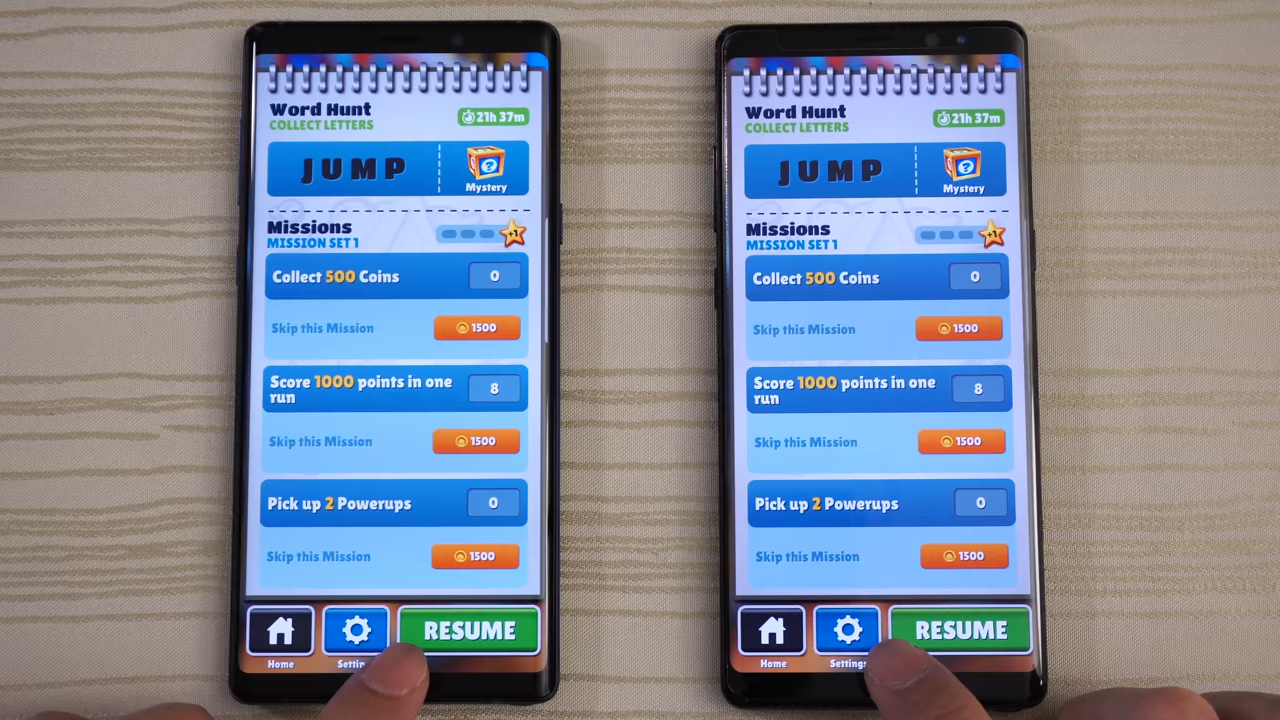 Word Hunt
COLLECT LETTERS
21h 37m
JUMP
?
Mystery
Missions
+1
MISSION SET 1
Collect 500 Coins
0
Skip this Mission
1500
Score 1000 points in one
run
8
Skip this Mission
1500
Pick up 2 Powerups
0
Skip this Mission
1500
RESUME
Home
Settin
Word Hunt
COLLECT LETTERS
21h 37m
JUMP
?
Mystery
Missions
+1
MISSION SET 1
Collect 500 Coins
0
Skip this Mission
1500
Score 1000 points in one
run
8
Skip this Mission
1500
Pick up 2 Powerups
0
Skip this Mission
1500
RESUME
Home
Settings